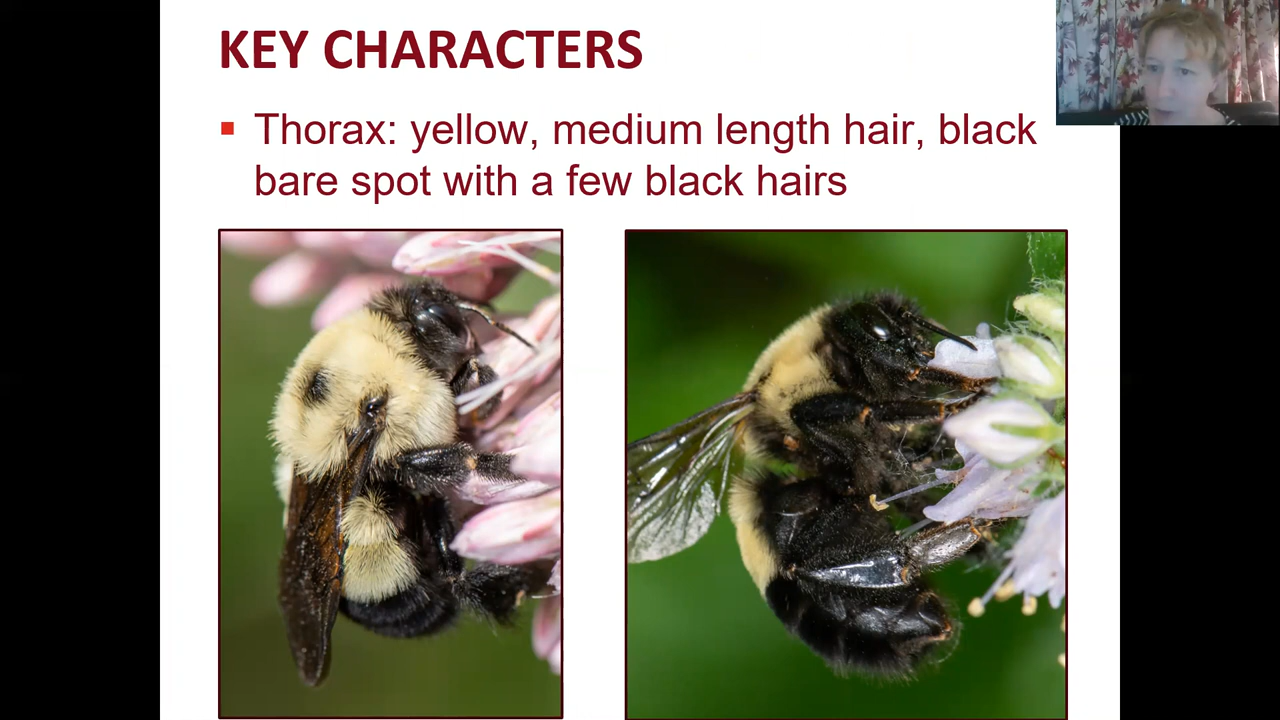 KEY CHARACTERS
Thorax: yellow, medium length hair, black
bare spot with a few black hairs